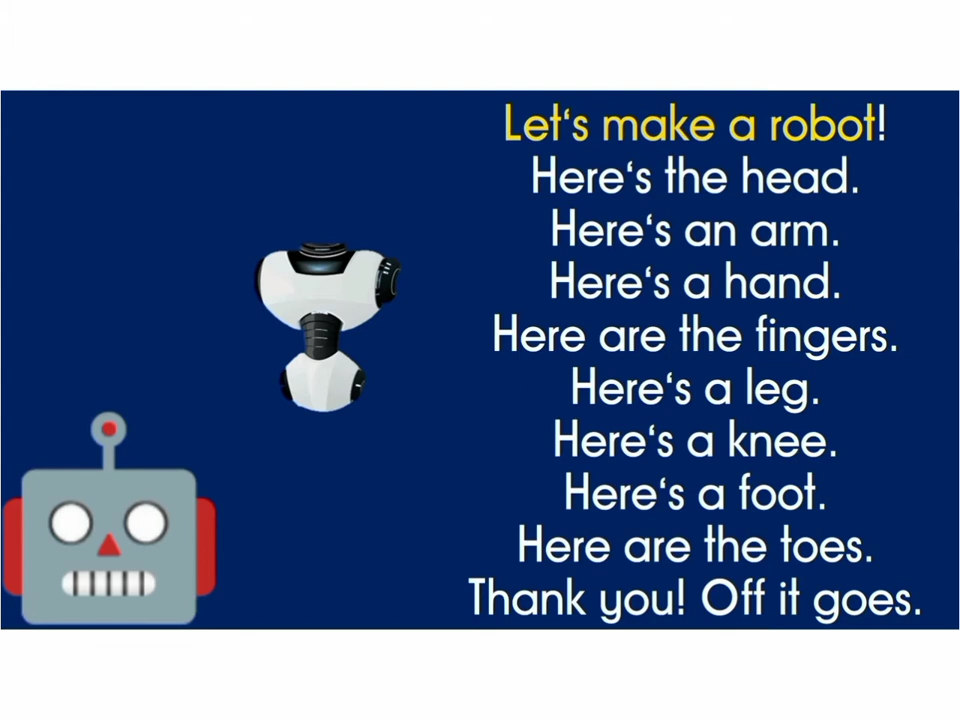 Let‘s make a robot!
Here‘s the head.
Here‘s an arm.
Here‘s a hand.
Here are the fingers.
Here‘s a leg.
Here‘s a knee.
Here‘s a foot.
Here are the toes.
Thank you! Off it goes.